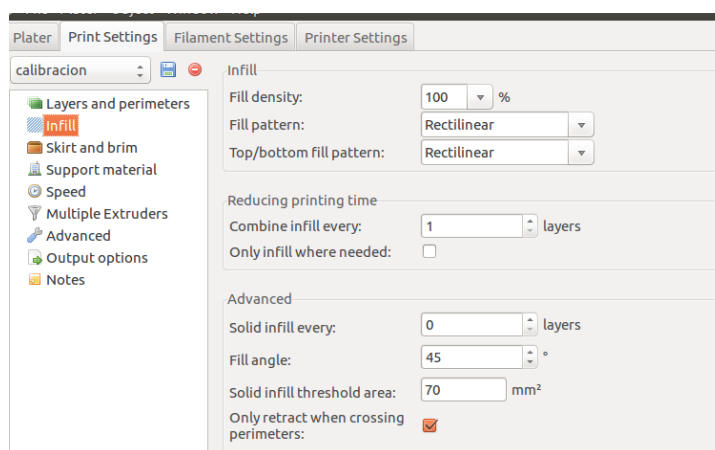 Plater Print Settings Filament Settings Printer Settings
calibracion
Layers and perimeters
Infill
Skirt and brim
Support material
Speed
Multiple Extruders
Advanced
Output options
Notes
Infill
Fill density: 100 %
Fill pattern: Rectilinear
Top/bottom fill pattern: Rectilinear
Reducing printing time
Combine infill every: 1 layers
Only infill where needed:
Advanced
Solid infill every: 0 layers
Fill angle: 45 °
Solid infill threshold area: 70 mm²
Only retract when crossing
perimeters: